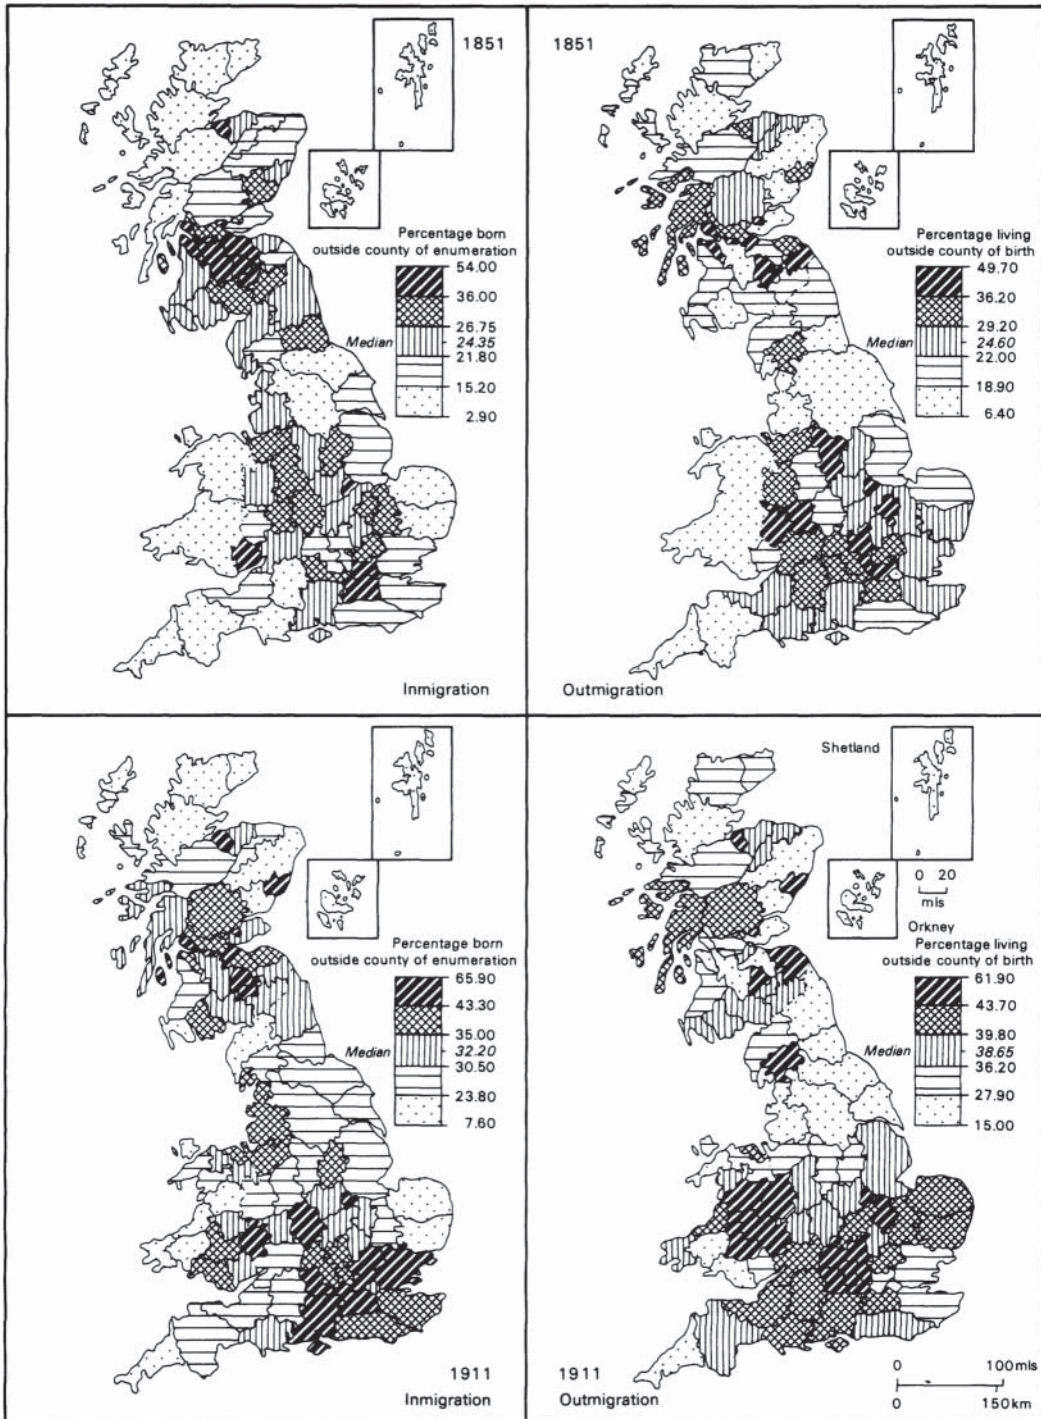 1851
Percentage born
outside county of enumeration
54.00
36.00
26.75
Median 24.35
21.80
15.20
2.90
Inmigration
1851
Percentage living
outside county of birth
49.70
36.20
29.20
Median 24.60
22.00
18.90
6.40
Outmigration
Percentage born
outside county of enumeration
65.90
43.30
35.00
Median 32.20
30.50
23.80
7.60
1911
Inmigration
Shetland
0 20
mls
Orkney
Percentage living
outside county of birth
61.90
43.70
39.80
Median 38.65
36.20
27.90
15.00
1911
Outmigration
0 100mls
0 150km